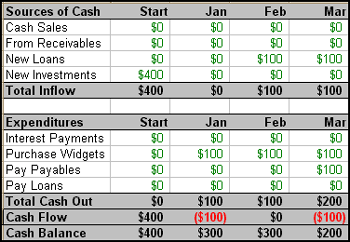 Sources of Cash Start Jan Feb Mar
Cash Sales $0 $0 $0 $0
From Receivables $0 $0 $0 $0
New Loans $0 $0 $100 $100
New Investments $400 $0 $0 $0
Total Inflow $400 $0 $100 $100
Expenditures Start Jan Feb Mar
Interest Payments $0 $0 $0 $0
Purchase Widgets $0 $100 $100 $100
Pay Payables $0 $0 $0 $100
Pay Loans $0 $0 $0 $0
Total Cash Out $0 $100 $100 $200
Cash Flow $400 ($100) $0 ($100)
Cash Balance $400 $300 $300 $200